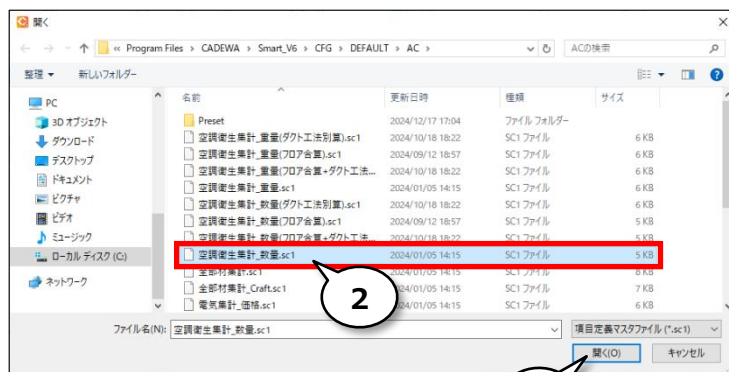 開く
« Program Files › CADEWA › Smart_V6 › CFG › DEFAULT › AC ›
ACの検索
整理 新しいフォルダー
名前 更新日時 種類 サイズ
PC
3D オブジェクト
ダウンロード
デスクトップ
ドキュメント
ピクチャ
ビデオ
ミュージック
ローカル ディスク (C:)
ネットワーク
Preset 2024/12/17 17:04 ファイル フォルダー
空調衛生集計_重量(ダクト工法別算).sc1 2024/10/18 18:22 SC1 ファイル 6 KB
空調衛生集計_重量(フロア合算).sc1 2024/09/12 18:57 SC1 ファイル 6 KB
空調衛生集計_重量(フロア合算+ダクト工法... 2024/10/18 18:22 SC1 ファイル 6 KB
空調衛生集計_重量.sc1 2024/01/05 14:15 SC1 ファイル 6 KB
空調衛生集計_数量(ダクト工法別算).sc1 2024/10/18 18:22 SC1 ファイル 6 KB
空調衛生集計_数量(フロア合算).sc1 2024/09/12 18:57 SC1 ファイル 5 KB
空調衛生集計_数量(フロア合算+ダクト工法... 2024/10/18 18:22 SC1 ファイル 5 KB
空調衛生集計_数量.sc1 2024/01/05 14:15 SC1 ファイル 5 KB
全部材集計.sc1 2024/01/05 14:15 SC1 ファイル 8 KB
全部材集計_Craft.sc1 2024/01/05 14:15 SC1 ファイル 7 KB
電気集計_価格.sc1 2024/01/05 14:15 SC1 ファイル 6 KB
2
ファイル名(N): 空調衛生集計_数量.sc1 項目定義マスタファイル (*.sc1)
開く(O) キャンセル